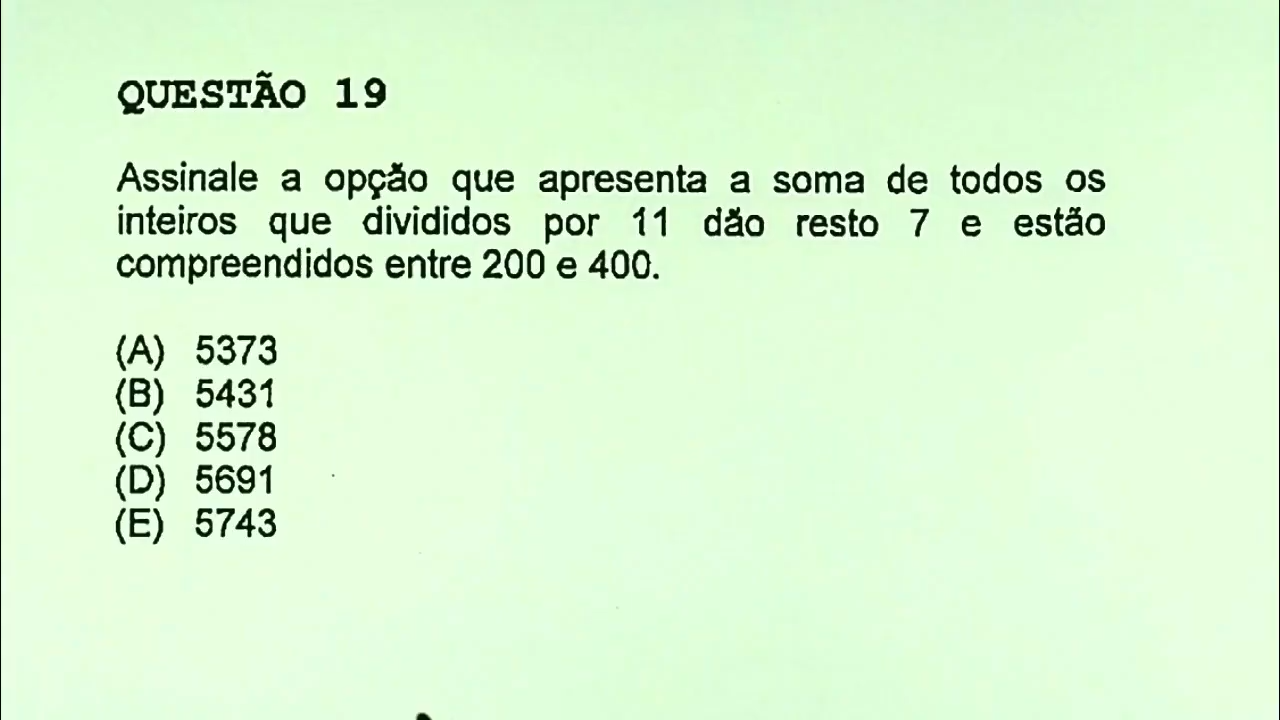 QUESTÃO 19
Assinale a opção que apresenta a soma de todos os
inteiros que divididos por 11 dão resto 7 e estão
compreendidos entre 200 e 400.
(A) 5373
(B) 5431
(C) 5578
(D) 5691
(E) 5743